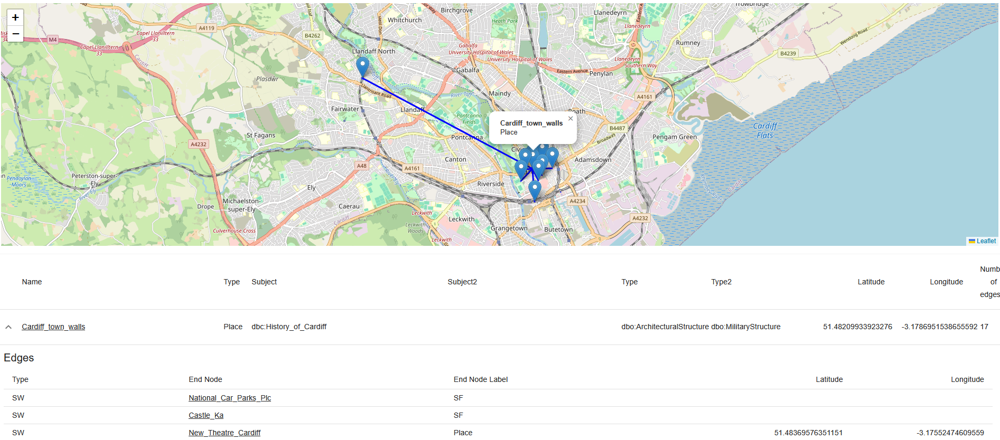 +
−
A4119
M4
Capel Llanilltern
33
Capel Llanilltern
33
Cardiff
B4262
Whitchurch
Heol Don
Birchgrove
Heath Park
Llanedeyrn
Llanedeyrn
Trowbridge
Rumney
Wentloog Road
B4239
Llandaff North
Gabalfa
University Hospital of Wales
University Hospital of Wales
Gabalfa
Eastern Avenue
Penylan
Llanedeyrn
Southern Way
Plasdŵr
Llantrisant Road
River Taff
Maindy
A4161
Fairwater
Llandaff
Pontcanna
Fields
Roath
Cardiff_town_walls
×
Place
B4487
Broadway
Pengam Green
Cardiff
Flats
St Fagans
A4232
Pontcanna
Canton
Adamsdown
A48
A4161
Peterston-super-
Ely
Pendoylan
Moors
River Ely
Ely
Riverside
Rhymney River
Cardiff
Drope
Michaelston-
super-Ely
Caerau
A4234
Leckwith
Leckwith
A4232
Cardiff
Leckwith
Woods
Culverhouse Cross
Grangetown
Butetown
Leckwith
Leaflet
Name Type Subject Subject2 Type Type2 Latitude Longitude Numb
of
edges
Cardiff_town_walls Place dbc:History_of_Cardiff dbo:ArchitecturalStructure dbo:MilitaryStructure 51.48209933923276 -3.1786951538655592 17
Edges
Type End Node End Node Label Latitude Longitude
SW National_Car_Parks_Plc SF
SW Castle_Ka SF
SW New_Theatre_Cardiff Place 51.48369576351151 -3.17552474609559